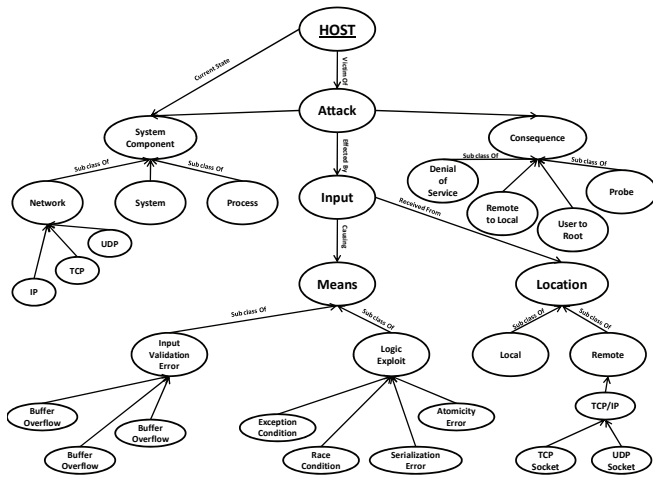 HOST
Current State
Victim Of
Attack
System
Component
Consequence
Effected By
Sub class Of
Sub class Of
Sub class Of
Sub class Of
Denial
of
Service
Probe
Network
System
Process
Input
Remote
to Local
User to
Root
Received From
UDP
TCP
IP
Causing
Means
Location
Sub class Of
Sub class Of
Sub class Of
Sub class Of
Input
Validation
Error
Logic
Exploit
Local
Remote
Buffer
Overflow
Buffer
Overflow
Buffer
Overflow
Exception
Condition
Atomicity
Error
Race
Condition
Serialization
Error
TCP/IP
TCP
Socket
UDP
Socket